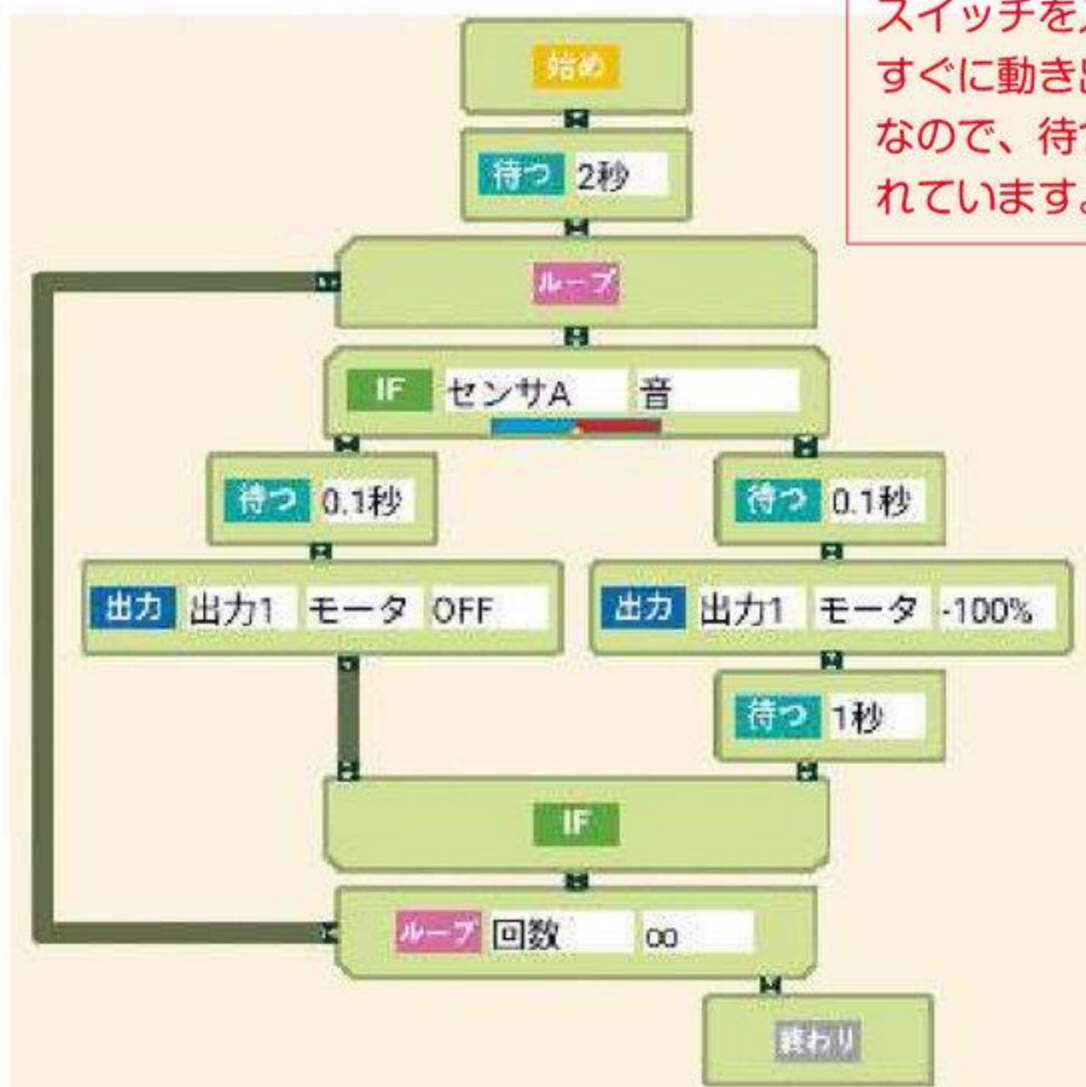 スイッチを
すぐに動き出
なので、待つ
れています。
始め
待つ 2秒
ループ
IF センサA 音
待つ 0.1秒 待つ 0.1秒
出力 出力1 モータ OFF 出力 出力1 モータ -100%
待つ 1秒
IF
ループ 回数 ∞
終わり